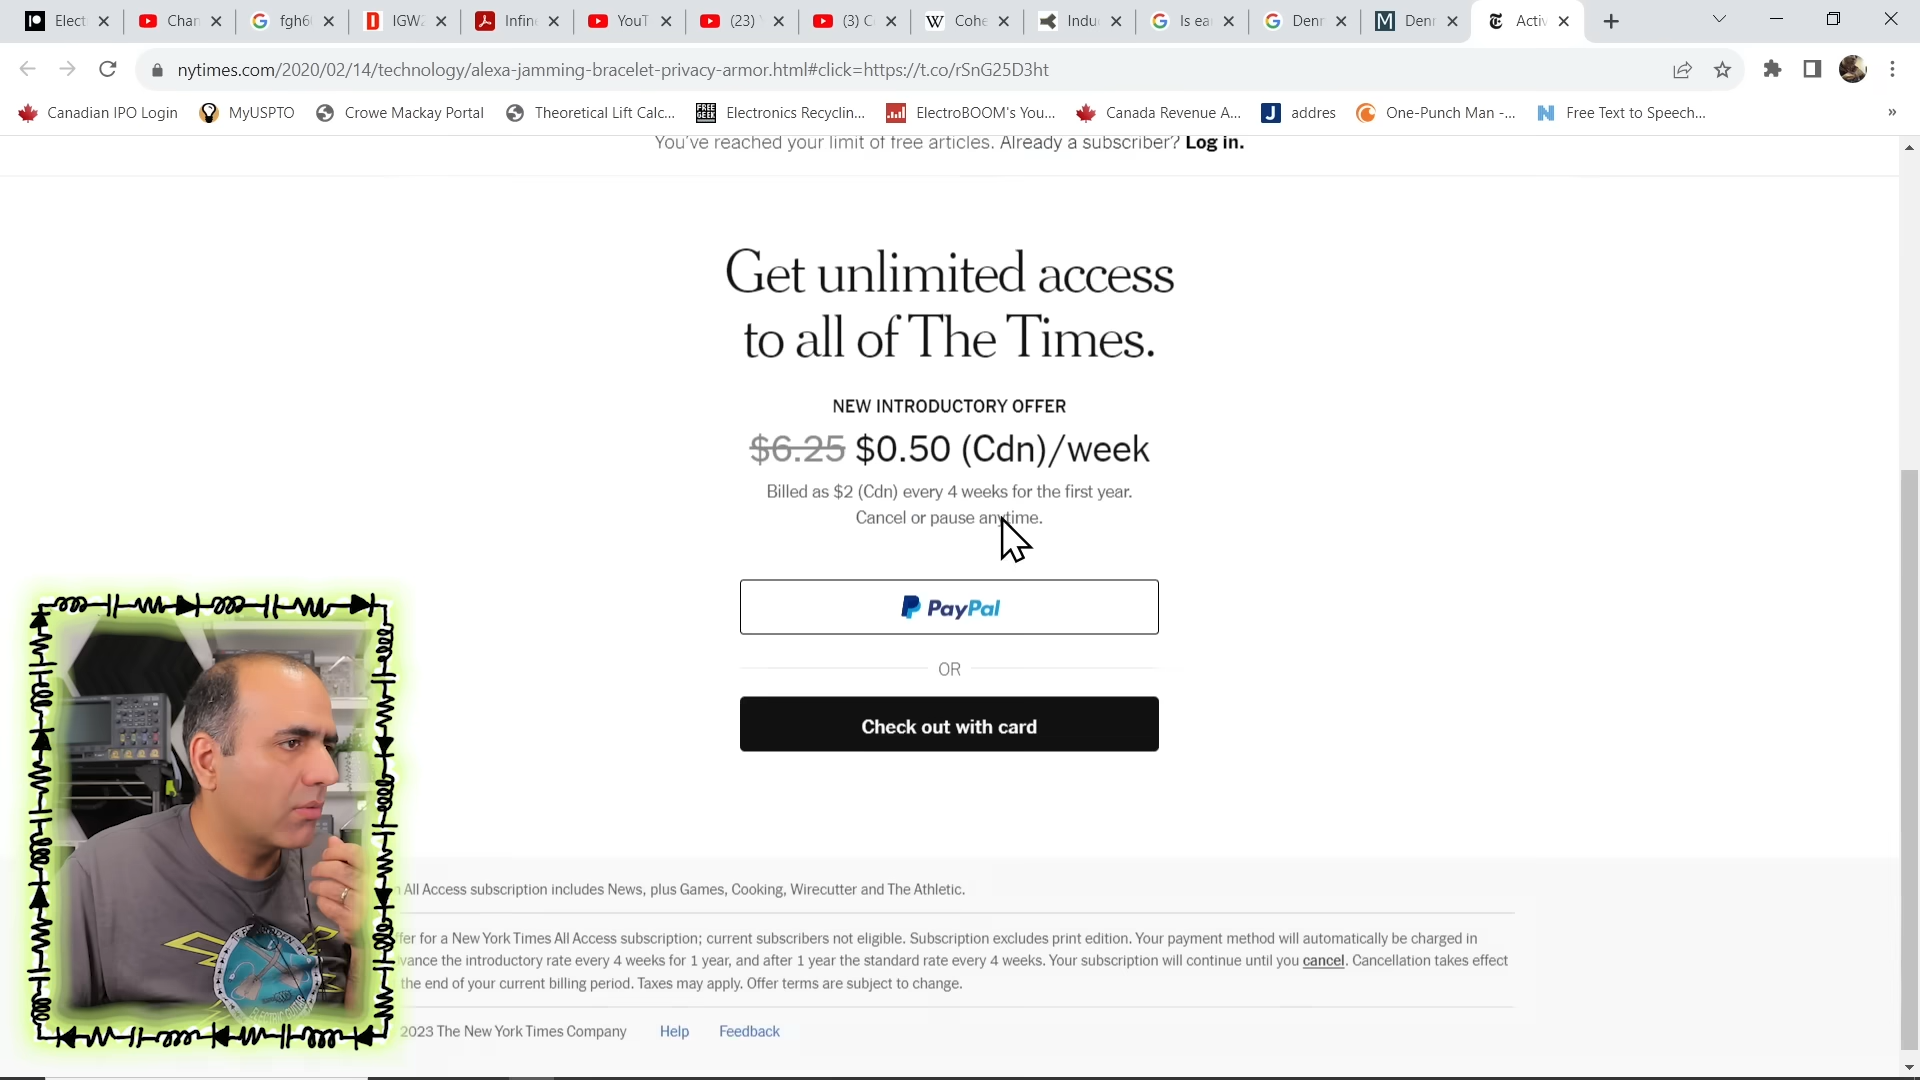 Elect
Chan
fgh6
IGW
Infine
YouT
(23)
(3) C
Cohe
Indu
Is ea
Denr
Denr
Activ
nytimes.com/2020/02/14/technology/alexa-jamming-bracelet-privacy-armor.html#click=https://t.co/rSnG25D3ht
Canadian IPO Login
MyUSPTO
Crowe Mackay Portal
Theoretical Lift Calc...
FREE GEEK
Electronics Recyclin...
ElectroBOOM's You...
Canada Revenue A...
addres
One-Punch Man -...
Free Text to Speech...
»
You've reached your limit of free articles. Already a subscriber? Log in.
Get unlimited access
to all of The Times.
NEW INTRODUCTORY OFFER
$6.25 $0.50 (Cdn)/week
Billed as $2 (Cdn) every 4 weeks for the first year.
Cancel or pause anytime.
PayPal
OR
Check out with card
All Access subscription includes News, plus Games, Cooking, Wirecutter and The Athletic.
for a New York Times All Access subscription; current subscribers not eligible. Subscription excludes print edition. Your payment method will automatically be charged in
the introductory rate every 4 weeks for 1 year, and after 1 year the standard rate every 4 weeks. Your subscription will continue until you cancel. Cancellation takes effect
the end of your current billing period. Taxes may apply. Offer terms are subject to change.
2023 The New York Times Company
Help
Feedback